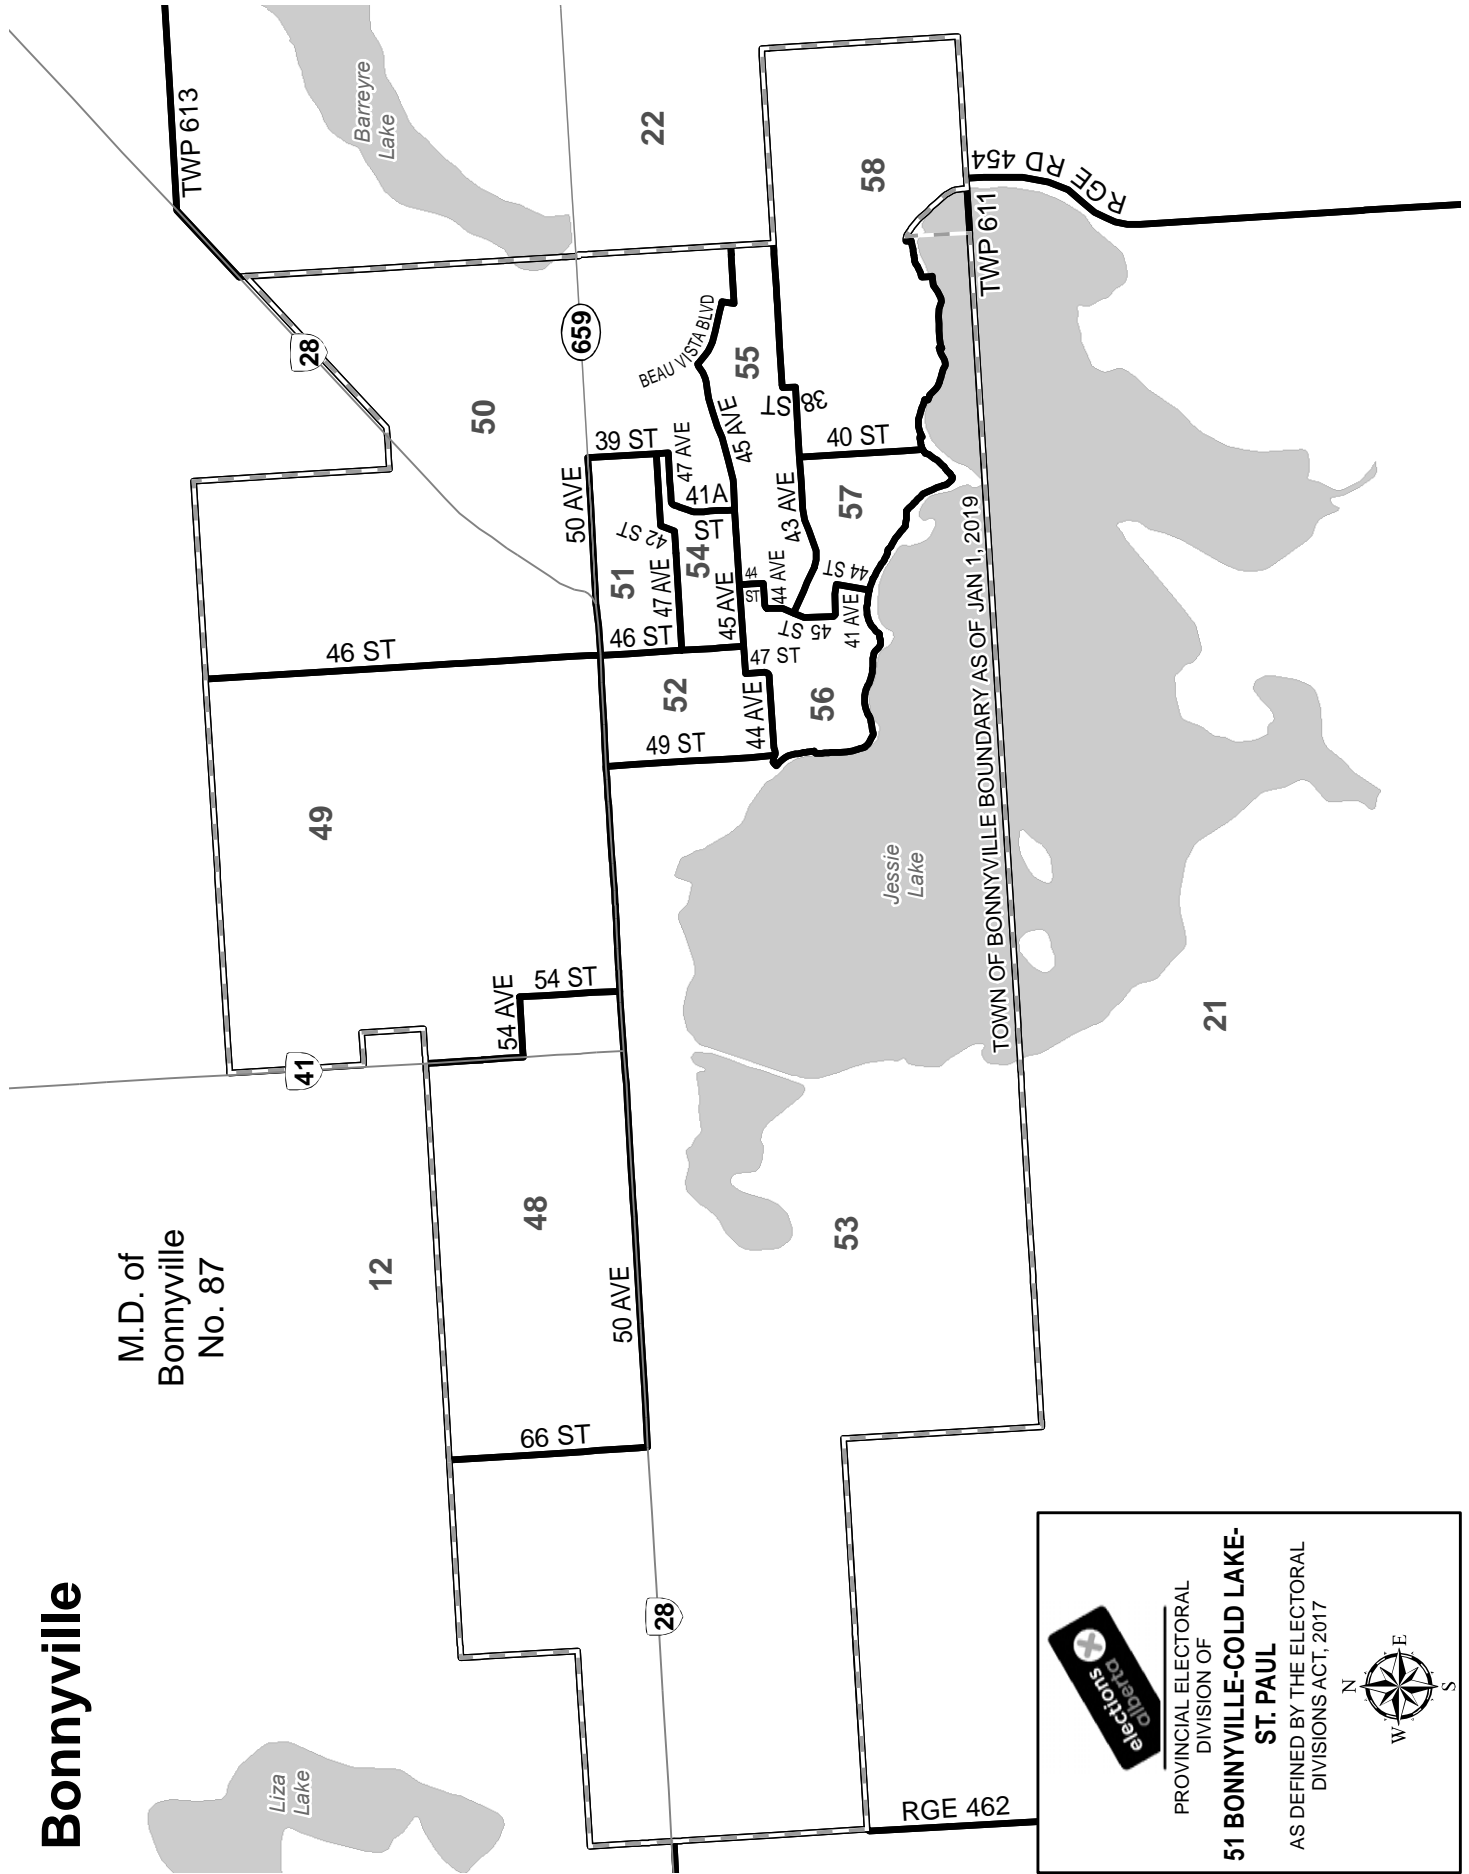 Bonnyville
M.D. of
Bonnyville
No. 87
Liza
Lake
Barreyre
Lake
Jessie
Lake
TWP 613
28
41
659
28
12
22
21
48
49
50
51
52
53
54
55
56
57
58
46 ST
54 AVE
54 ST
66 ST
50 AVE
50 AVE
39 ST
47 AVE
41A
ST
42 ST
47 AVE
46 ST
45 AVE
45 AVE
BEAU VISTA BLVD
38
ST
40 ST
43 AVE
44
ST
44 AVE
44 ST
45 ST
41 AVE
47 ST
44 AVE
49 ST
TWP 611
RGE RD 454
RGE 462
TOWN OF BONNYVILLE BOUNDARY AS OF JAN 1, 2019
elections
alberta
PROVINCIAL ELECTORAL
DIVISION OF
51 BONNYVILLE-COLD LAKE-
ST. PAUL
AS DEFINED BY THE ELECTORAL
DIVISIONS ACT, 2017
N
W
E
S